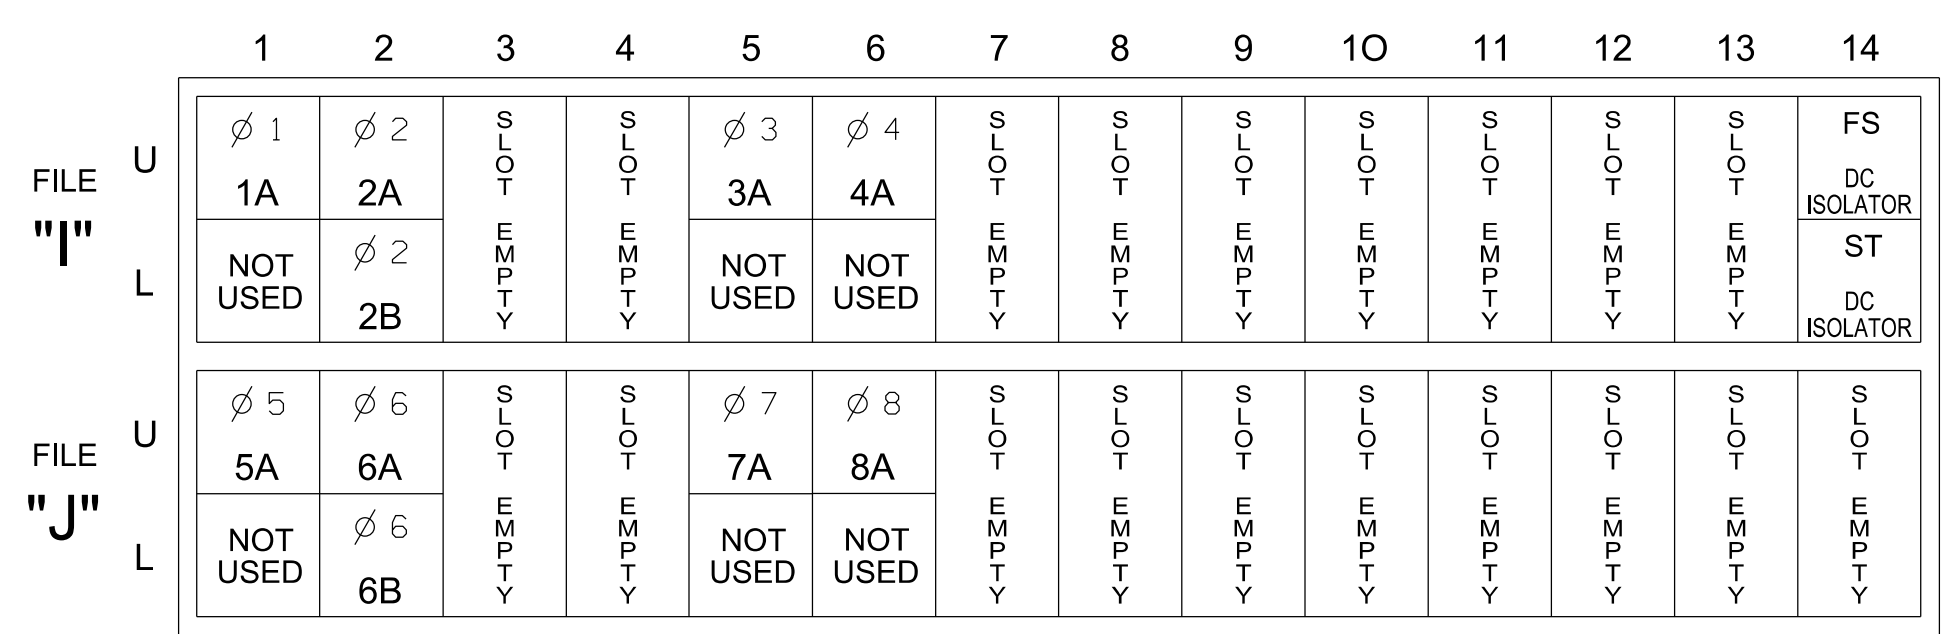 1 2 3 4 5 6 7 8 9 10 11 12 13 14
FILE "I"
U
∅ 1 ∅ 2 SLOT EMPTY SLOT EMPTY ∅ 3 ∅ 4 SLOT EMPTY SLOT EMPTY SLOT EMPTY SLOT EMPTY SLOT EMPTY SLOT EMPTY SLOT EMPTY FS
1A 2A 3A 4A DC ISOLATOR
L
NOT USED ∅ 2 NOT USED NOT USED ST
2B DC ISOLATOR
FILE "J"
U
∅ 5 ∅ 6 SLOT EMPTY SLOT EMPTY ∅ 7 ∅ 8 SLOT EMPTY SLOT EMPTY SLOT EMPTY SLOT EMPTY SLOT EMPTY SLOT EMPTY SLOT EMPTY SLOT EMPTY
5A 6A 7A 8A
L
NOT USED ∅ 6 NOT USED NOT USED
6B